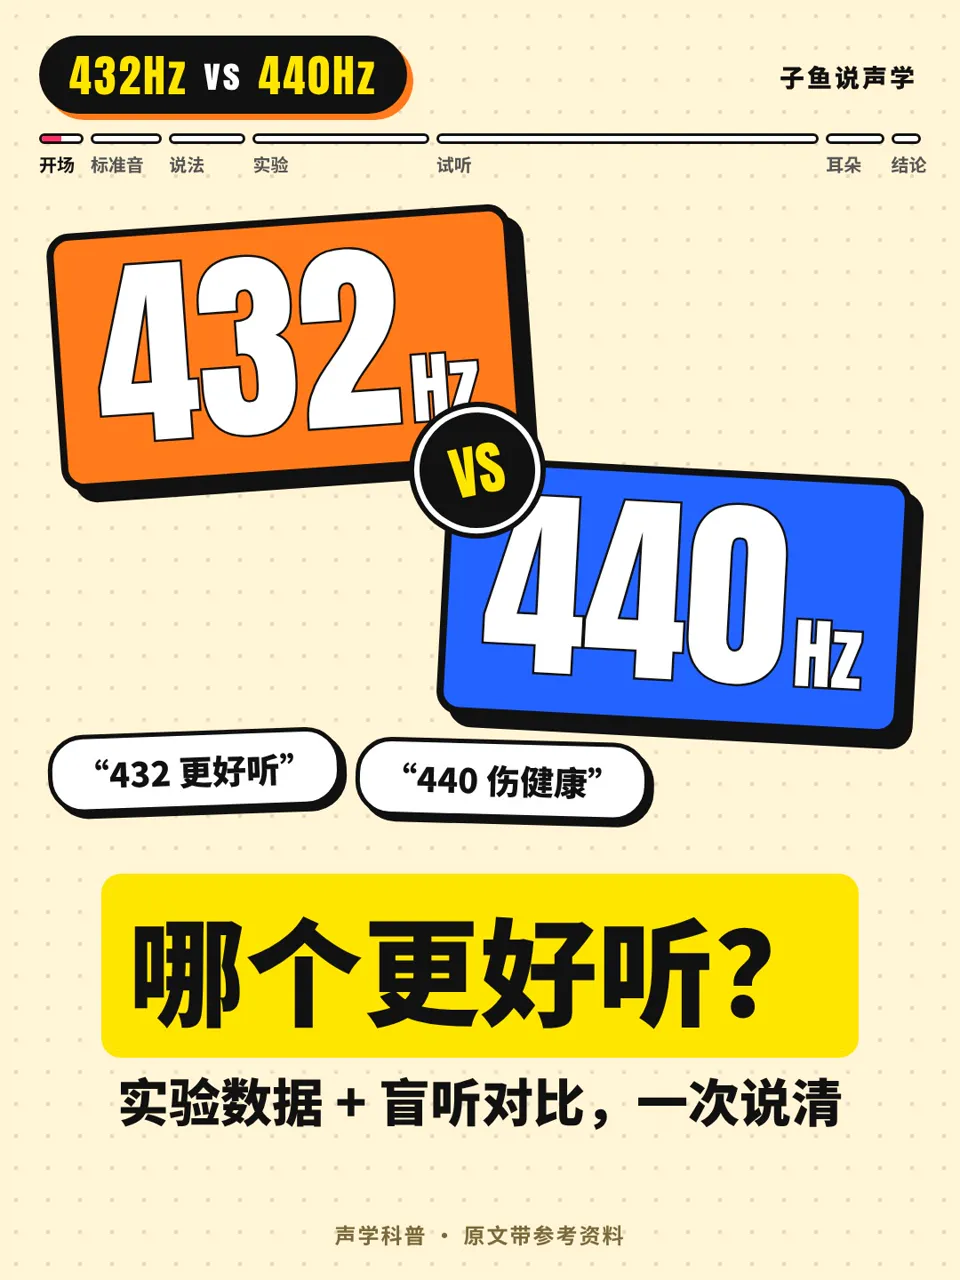 432Hz vs 440Hz
子鱼说声学
开场 标准音 说法 实验 试听 耳朵 结论
432Hz
VS
440Hz
“432 更好听” “440 伤健康”
哪个更好听？
实验数据 + 盲听对比，一次说清
声学科普 · 原文带参考资料